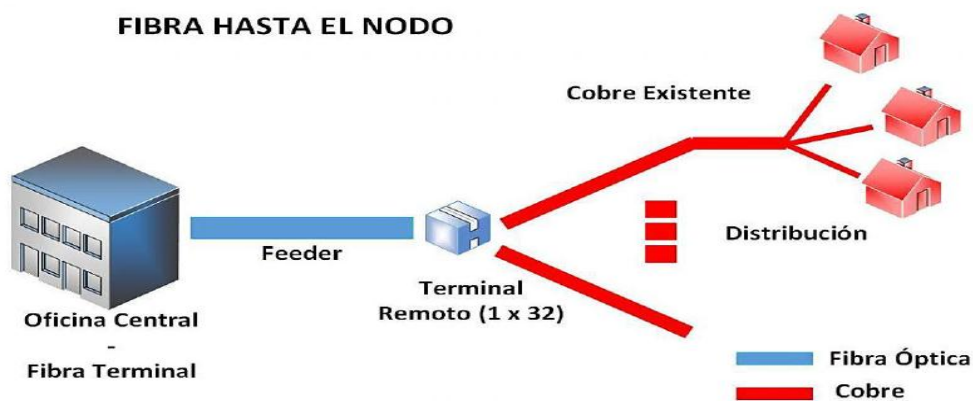 FIBRA HASTA EL NODO
Cobre Existente
Feeder
Distribución
Terminal
Remoto (1 x 32)
Oficina Central
-
Fibra Terminal
Fibra Óptica
Cobre